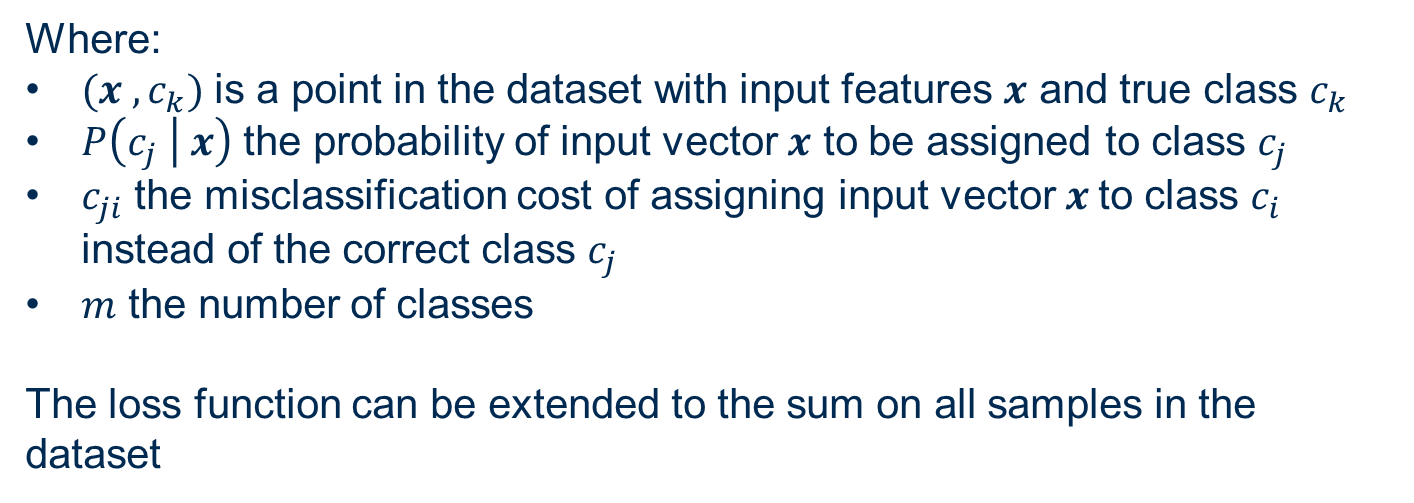 Where:
• (x , c_k) is a point in the dataset with input features x and true class c_k
• P(c_j | x) the probability of input vector x to be assigned to class c_j
• c_ji the misclassification cost of assigning input vector x to class c_i
instead of the correct class c_j
• m the number of classes
The loss function can be extended to the sum on all samples in the
dataset